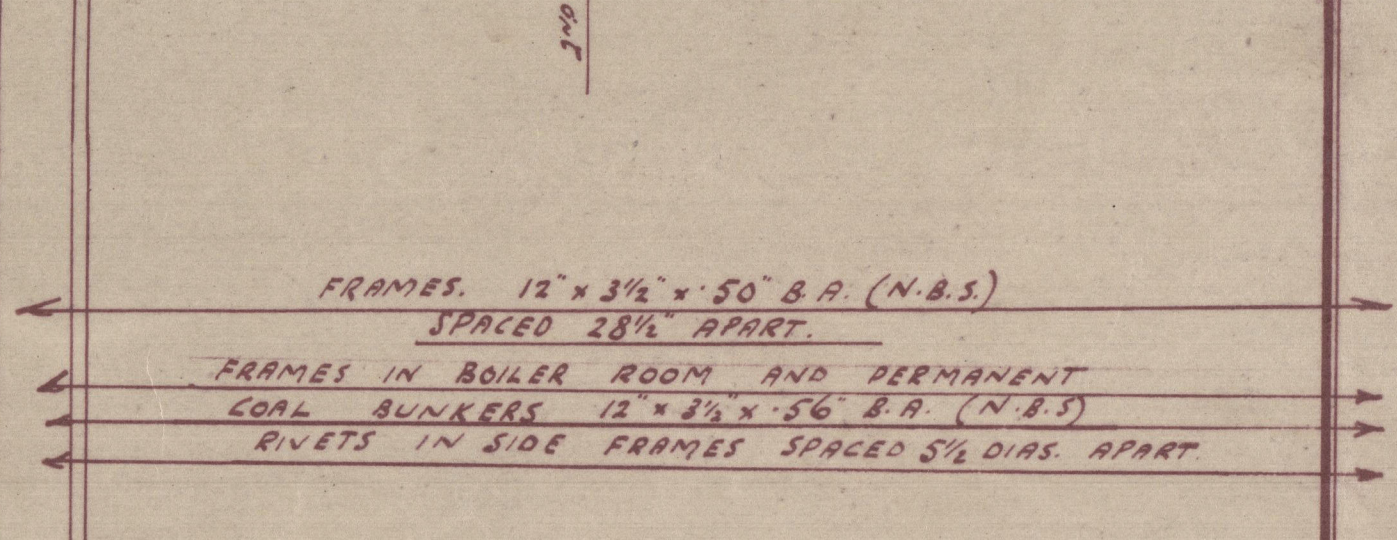 FRAMES. 12" x 3½" x ·50" B.A. (N.B.S.)
SPACED 28½" APART.
FRAMES IN BOILER ROOM AND PERMANENT
COAL BUNKERS 12" x 3½" x ·56" B.A. (N.B.S)
RIVETS IN SIDE FRAMES SPACED 5½ DIAS. APART.